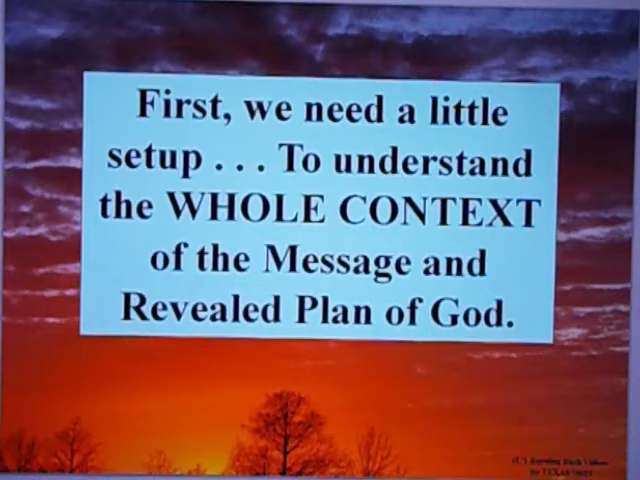 First, we need a little
setup . . . To understand
the WHOLE CONTEXT
of the Message and
Revealed Plan of God.